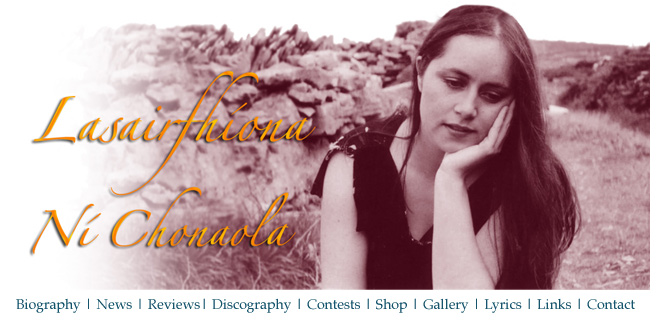 Lasairfhíona
Ní Chonaola
Biography | News | Reviews | Discography | Contests | Shop | Gallery | Lyrics | Links | Contact